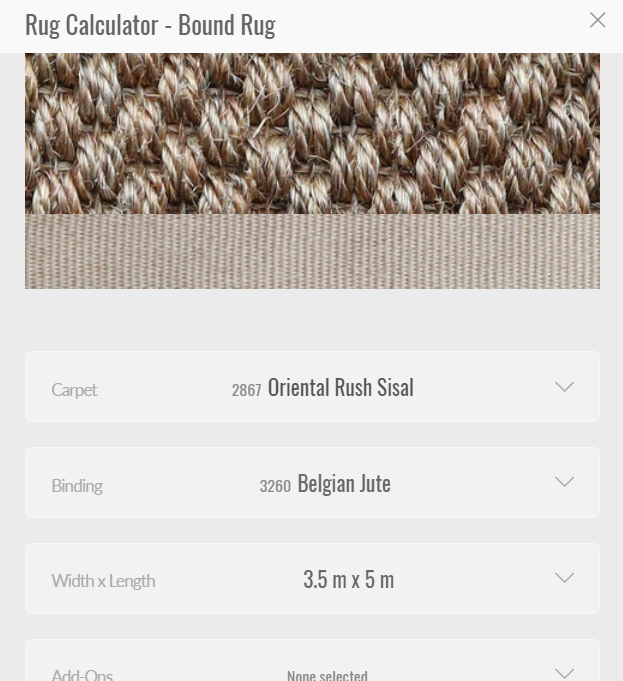 Rug Calculator - Bound Rug
Carpet 2867 Oriental Rush Sisal
Binding 3260 Belgian Jute
Width x Length 3.5 m x 5 m
Add-Ons None selected